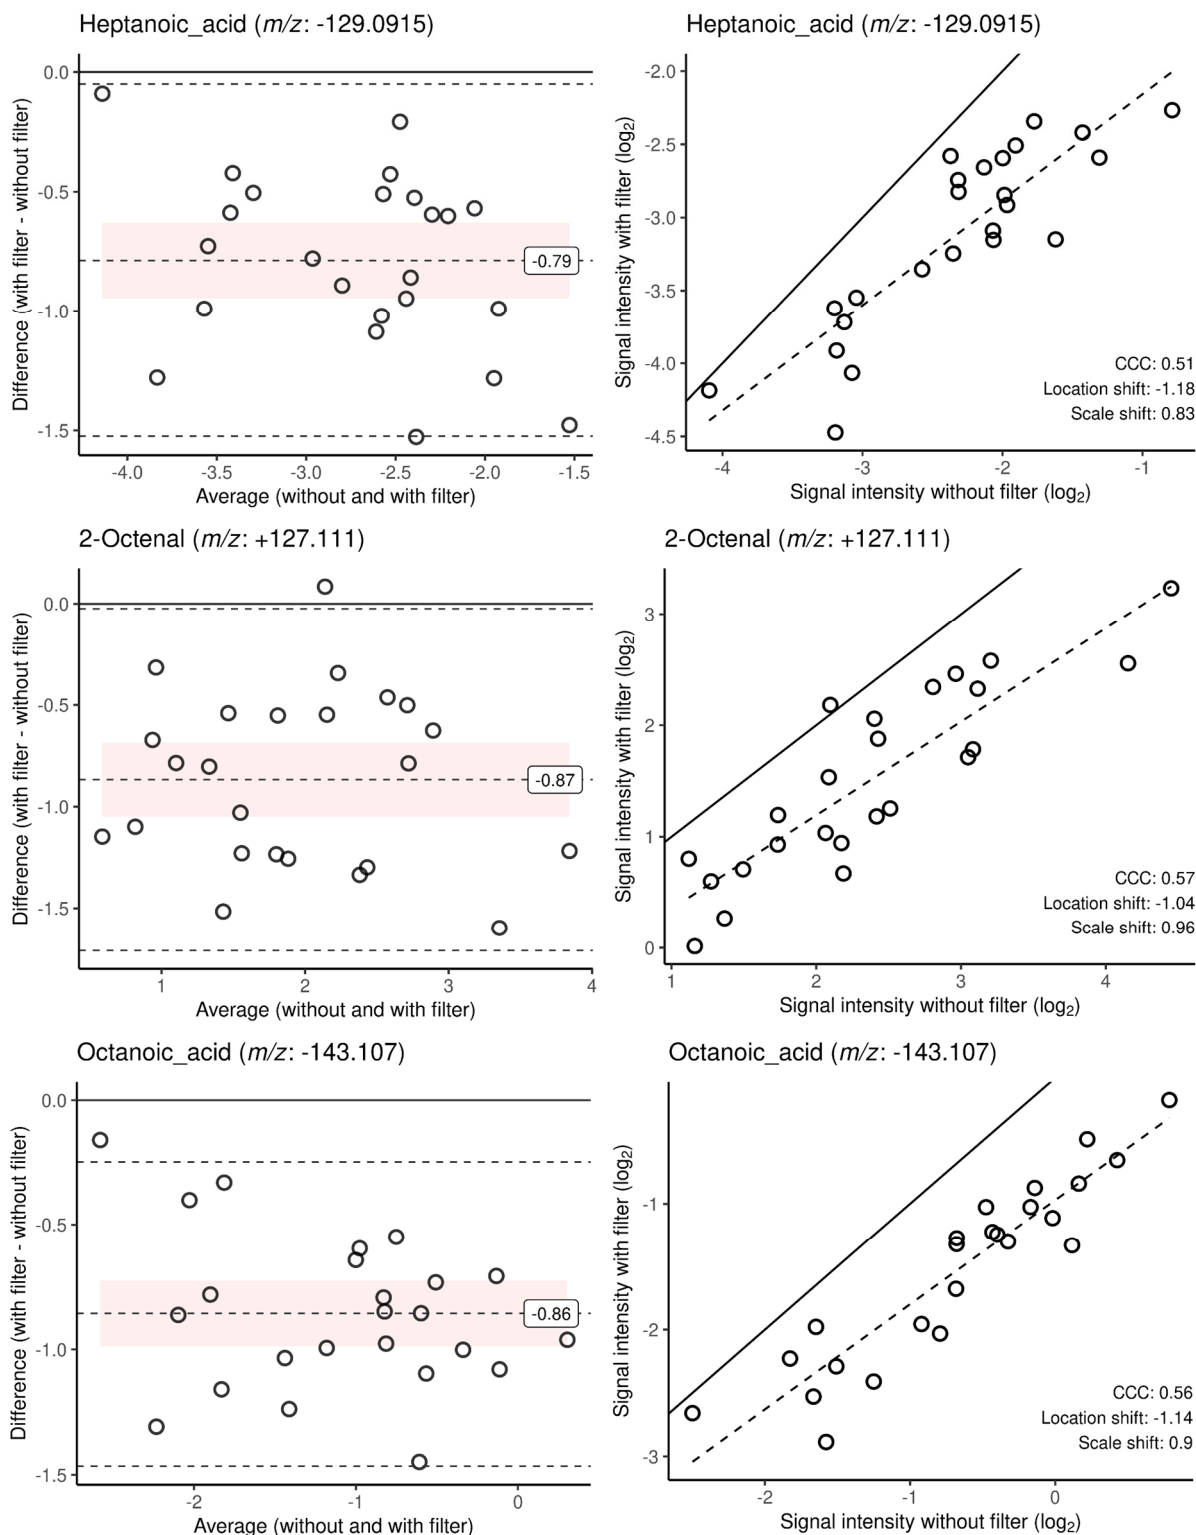 Heptanoic_acid (m/z: -129.0915)
Difference (with filter - without filter)
0.0
-0.5
-1.0
-1.5
-0.79
-4.0 -3.5 -3.0 -2.5 -2.0 -1.5
Average (without and with filter)
Heptanoic_acid (m/z: -129.0915)
Signal intensity with filter (log₂)
-2.0
-2.5
-3.0
-3.5
-4.0
-4.5
CCC: 0.51
Location shift: -1.18
Scale shift: 0.83
-4 -3 -2 -1
Signal intensity without filter (log₂)
2-Octenal (m/z: +127.111)
Difference (with filter - without filter)
0.0
-0.5
-1.0
-1.5
-0.87
1 2 3 4
Average (without and with filter)
2-Octenal (m/z: +127.111)
Signal intensity with filter (log₂)
3
2
1
0
CCC: 0.57
Location shift: -1.04
Scale shift: 0.96
1 2 3 4
Signal intensity without filter (log₂)
Octanoic_acid (m/z: -143.107)
Difference (with filter - without filter)
0.0
-0.5
-1.0
-1.5
-0.86
-2 -1 0
Average (without and with filter)
Octanoic_acid (m/z: -143.107)
Signal intensity with filter (log₂)
-1
-2
-3
CCC: 0.56
Location shift: -1.14
Scale shift: 0.9
-2 -1 0
Signal intensity without filter (log₂)